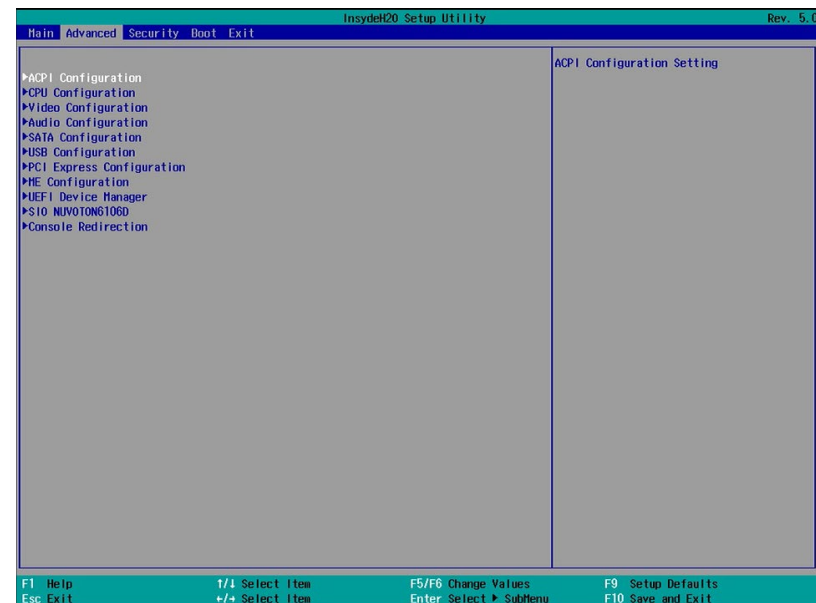 InsydeH20 Setup Utility Rev. 5.0
Main Advanced Security Boot Exit
ACPI Configuration Setting
▶ACPI Configuration
▶CPU Configuration
▶Video Configuration
▶Audio Configuration
▶SATA Configuration
▶USB Configuration
▶PCI Express Configuration
▶ME Configuration
▶UEFI Device Manager
▶SIO NUVOTON6106D
▶Console Redirection
F1 Help ↑/↓ Select Item F5/F6 Change Values F9 Setup Defaults
Esc Exit ←/→ Select Item Enter Select ▶ SubMenu F10 Save and Exit